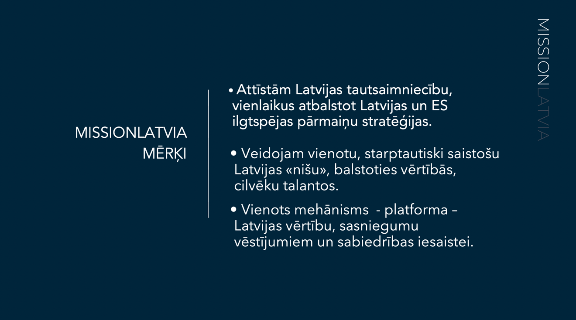 MISSIONLATVIA
MISSIONLATVIA
MĒRĶI
• Attīstām Latvijas tautsaimniecību,
vienlaikus atbalstot Latvijas un ES
ilgtspējas pārmaiņu stratēģijas.
• Veidojam vienotu, starptautiski saistošu
Latvijas «nišu», balstoties vērtībās,
cilvēku talantos.
• Vienots mehānisms - platforma –
Latvijas vērtību, sasniegumu
vēstījumiem un sabiedrības iesaistei.